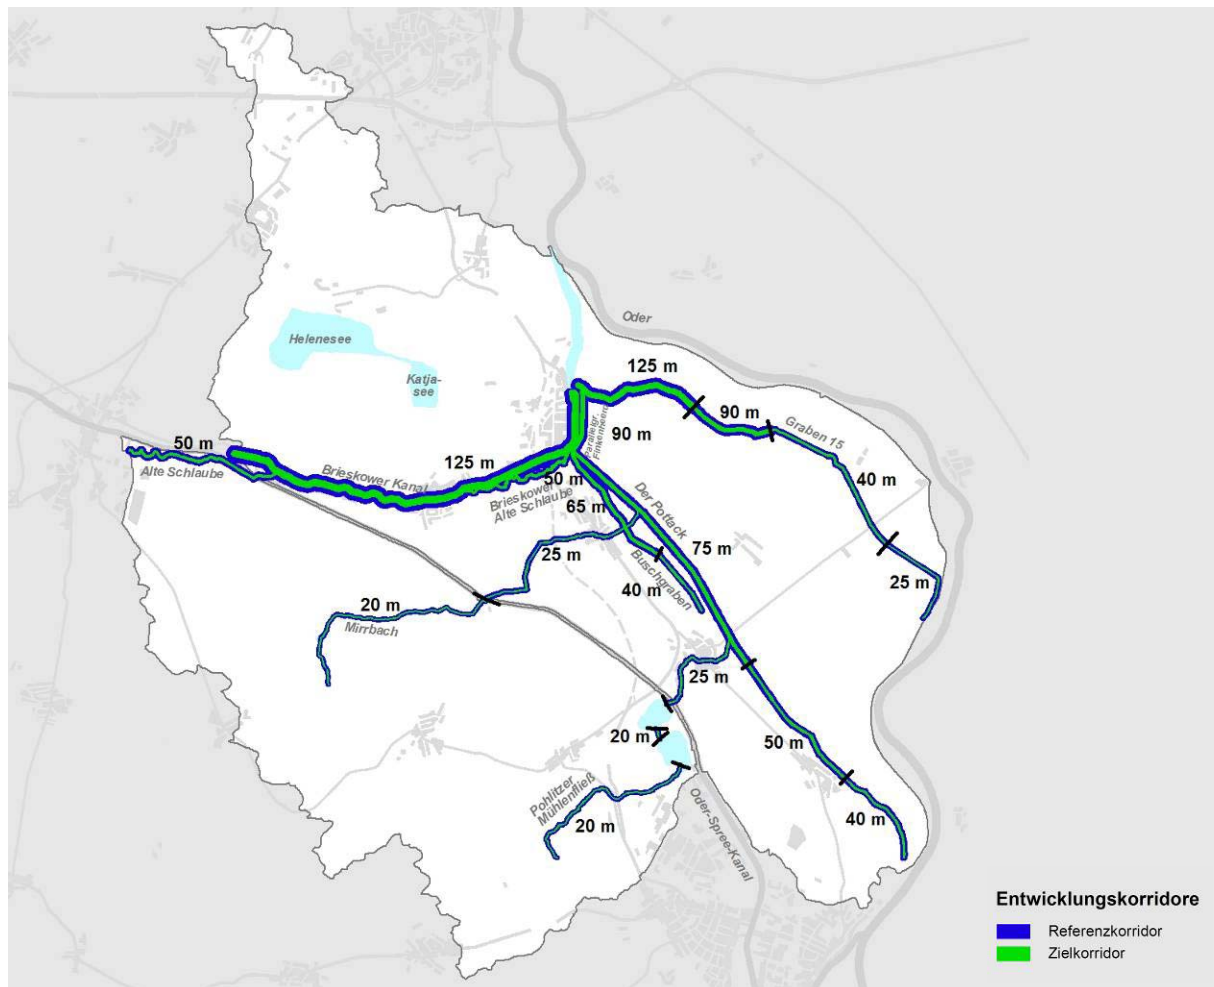 Oder
Helenesee
Katja-
see
125 m
90 m
Graben 15
Parallelgr.
Finkenheerd
90 m
50 m
Alte Schlaube
Brieskower Kanal
125 m
50 m
Brieskower
Alte Schlaube
65 m
Der Pottack
40 m
75 m
25 m
25 m
40 m
Buschgraben
20 m
Mirrbach
25 m
20 m
50 m
Pohlitzer
Mühlenfließ
20 m
Oder-Spree-Kanal
40 m
Entwicklungskorridore
Referenzkorridor
Zielkorridor